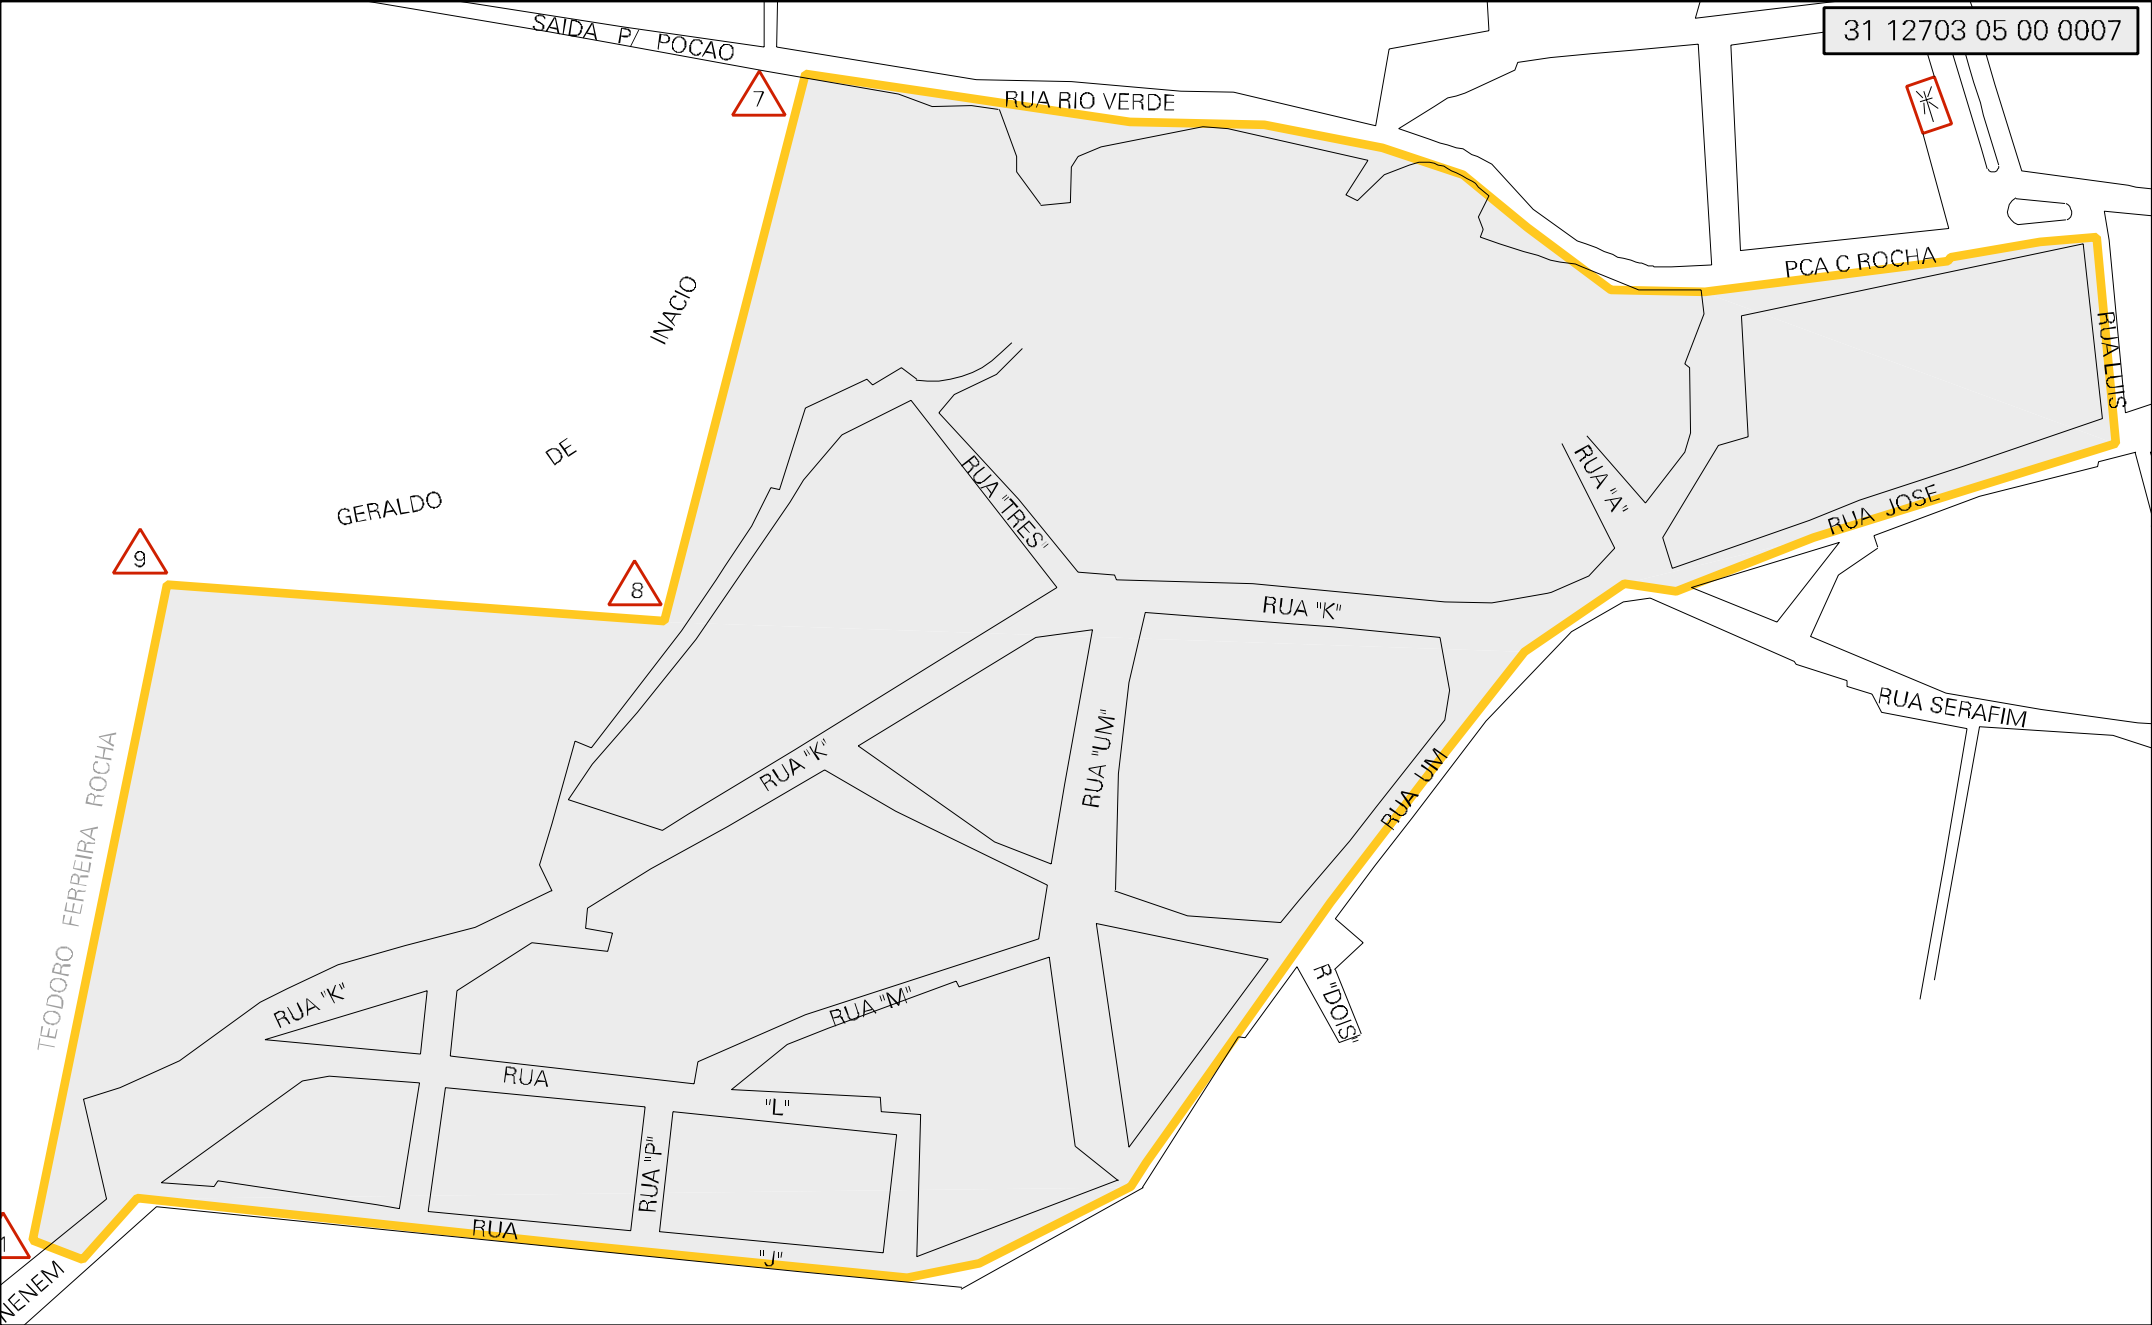 SAIDA P/ POCAO
31 12703 05 00 0007
7
RUA RIO VERDE
PCA C ROCHA
INACIO
RUA LUIS
DE
GERALDO
RUA "TRES"
RUA "A"
RUA JOSE
9
8
RUA "K"
RUA SERAFIM
RUA "UM"
RUA "K"
RUA UM
TEODORO FERREIRA ROCHA
RUA "K"
RUA "M"
R "DOIS"
RUA
"L"
RUA "P"
RUA
"J"
1
NENEM